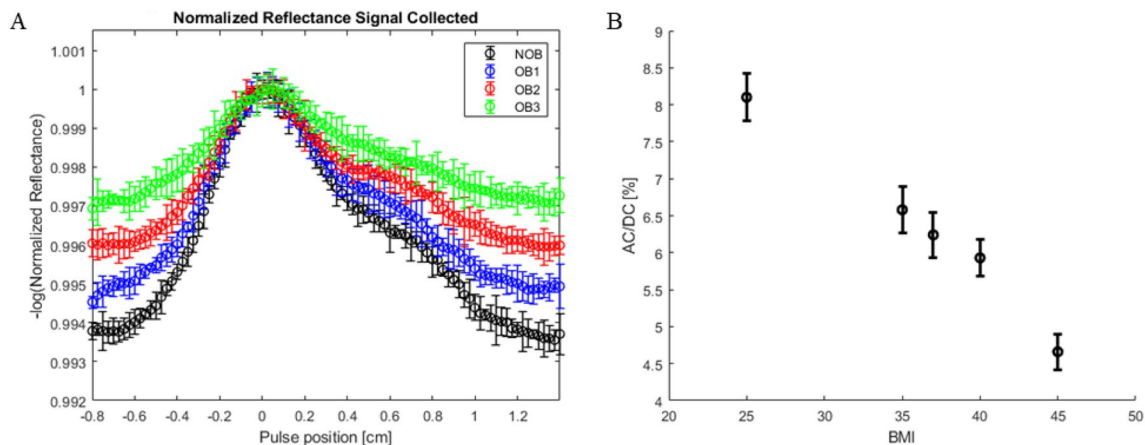 A
Normalized Reflectance Signal Collected
1.001
1
0.999
0.998
0.997
0.996
0.995
0.994
0.993
0.992
-log(Normalized Reflectance)
NOB
OB1
OB2
OB3
-0.8 -0.6 -0.4 -0.2 0 0.2 0.4 0.6 0.8 1 1.2
Pulse position [cm]
B
9
8.5
8
7.5
7
6.5
6
5.5
5
4.5
4
AC/DC [%]
20 25 30 35 40 45 50
BMI